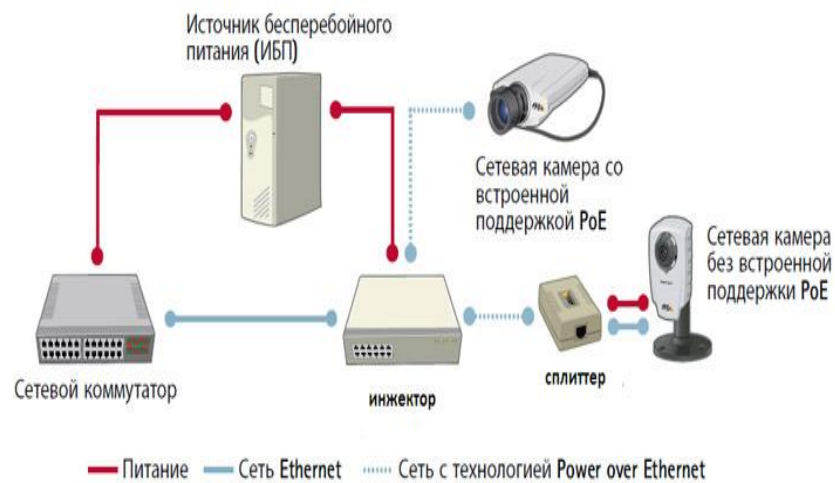 Источник бесперебойного
питания (ИБП)
Сетевая камера со
встроенной
поддержкой PoE
Сетевая камера
без встроенной
поддержки PoE
Сетевой коммутатор
инжектор
сплиттер
Питание
Сеть Ethernet
Сеть с технологией Power over Ethernet